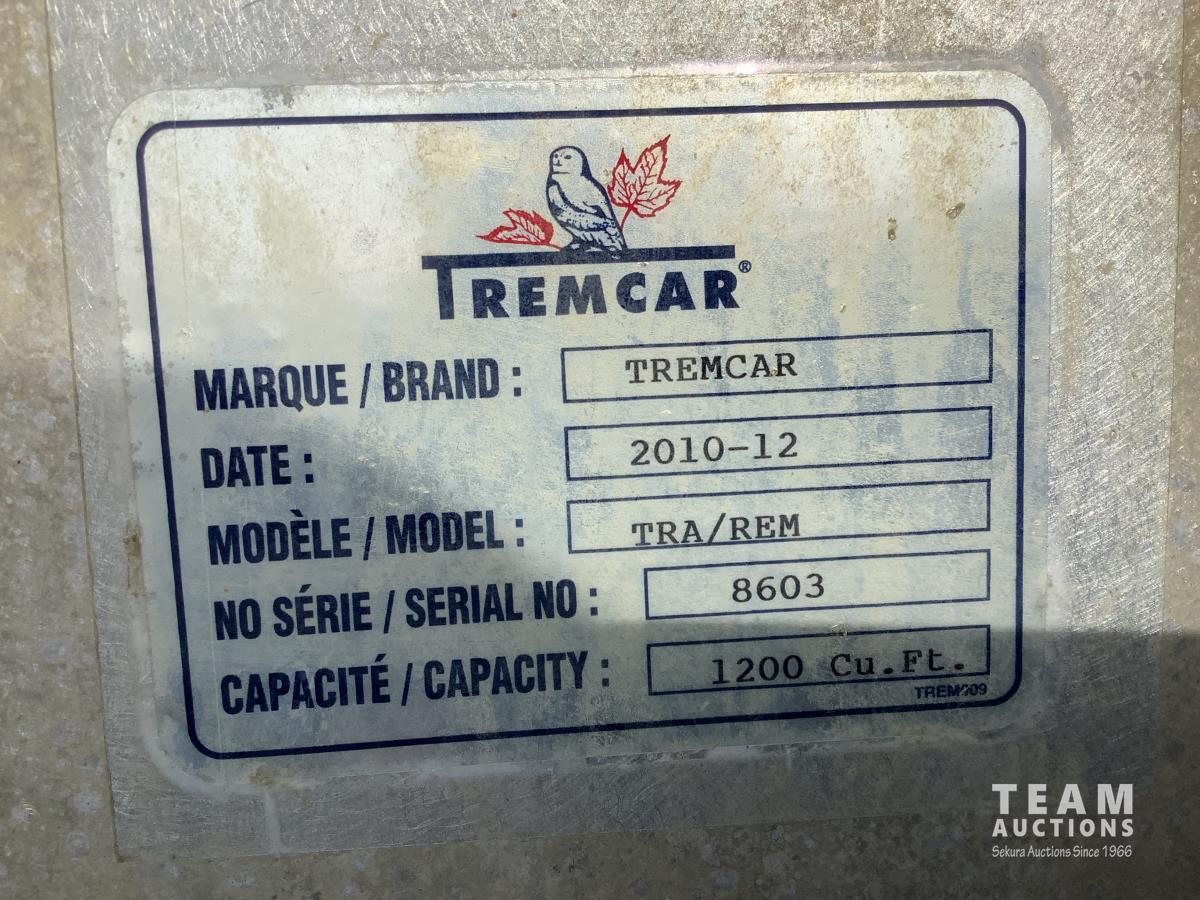 TREMCAR®
MARQUE / BRAND : TREMCAR
DATE : 2010-12
MODÈLE / MODEL : TRA/REM
NO SÉRIE / SERIAL NO : 8603
CAPACITÉ / CAPACITY : 1200 Cu.Ft.
TEAM
AUCTIONS
Sekura Auctions Since 1966